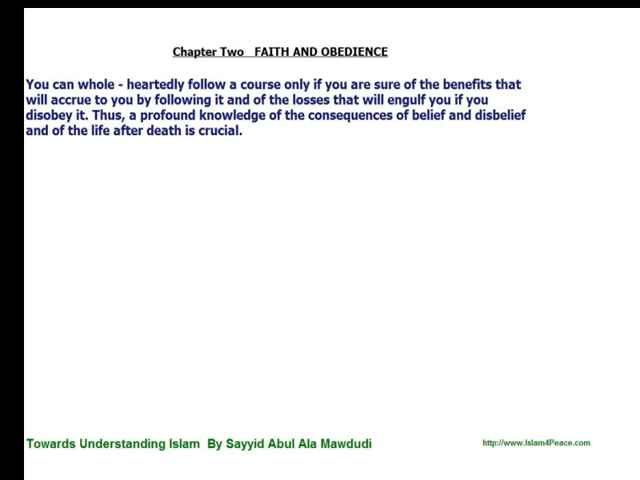 Chapter Two   FAITH AND OBEDIENCE
You can whole - heartedly follow a course only if you are sure of the benefits that
will accrue to you by following it and of the losses that will engulf you if you
disobey it. Thus, a profound knowledge of the consequences of belief and disbelief
and of the life after death is crucial.
Towards Understanding Islam  By Sayyid Abul Ala Mawdudi
http://www.Islam4Peace.com